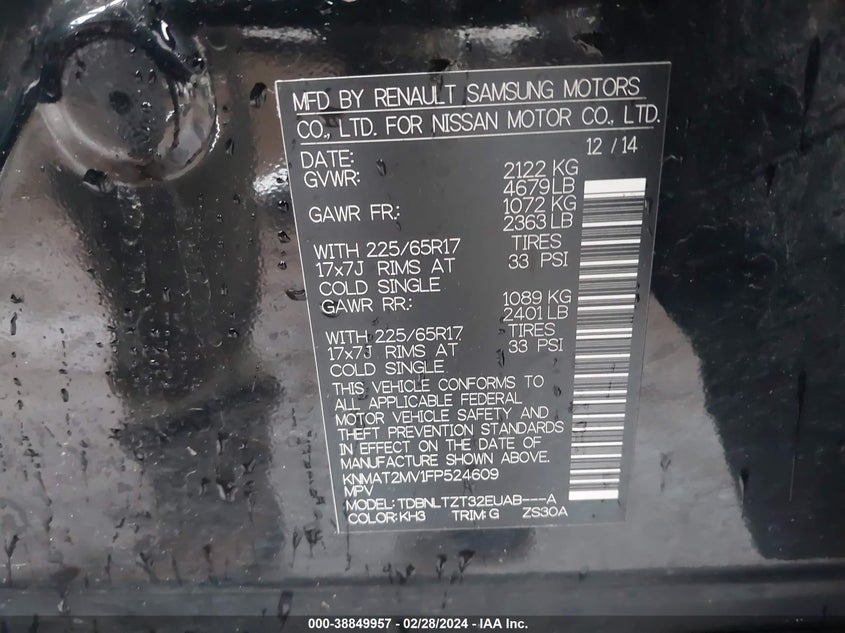 MFD BY RENAULT SAMSUNG MOTORS
CO., LTD. FOR NISSAN MOTOR CO., LTD.
DATE: 12 / 14
GVWR: 2122 KG
4679 LB
GAWR FR.: 1072 KG
2363 LB
WITH 225/65R17 TIRES
17x7J RIMS AT 33 PSI
COLD SINGLE
GAWR RR.: 1089 KG
2401 LB
WITH 225/65R17 TIRES
17x7J RIMS AT 33 PSI
COLD SINGLE
THIS VEHICLE CONFORMS TO
ALL APPLICABLE FEDERAL
MOTOR VEHICLE SAFETY AND
THEFT PREVENTION STANDARDS
IN EFFECT ON THE DATE OF
MANUFACTURE SHOWN ABOVE.
KNMAT2MV1FP524609
MPV
MODEL: TDBNLTZT32EUAB---A
COLOR: KH3 TRIM: G ZS30A
000-38849957 - 02/28/2024 - IAA Inc.